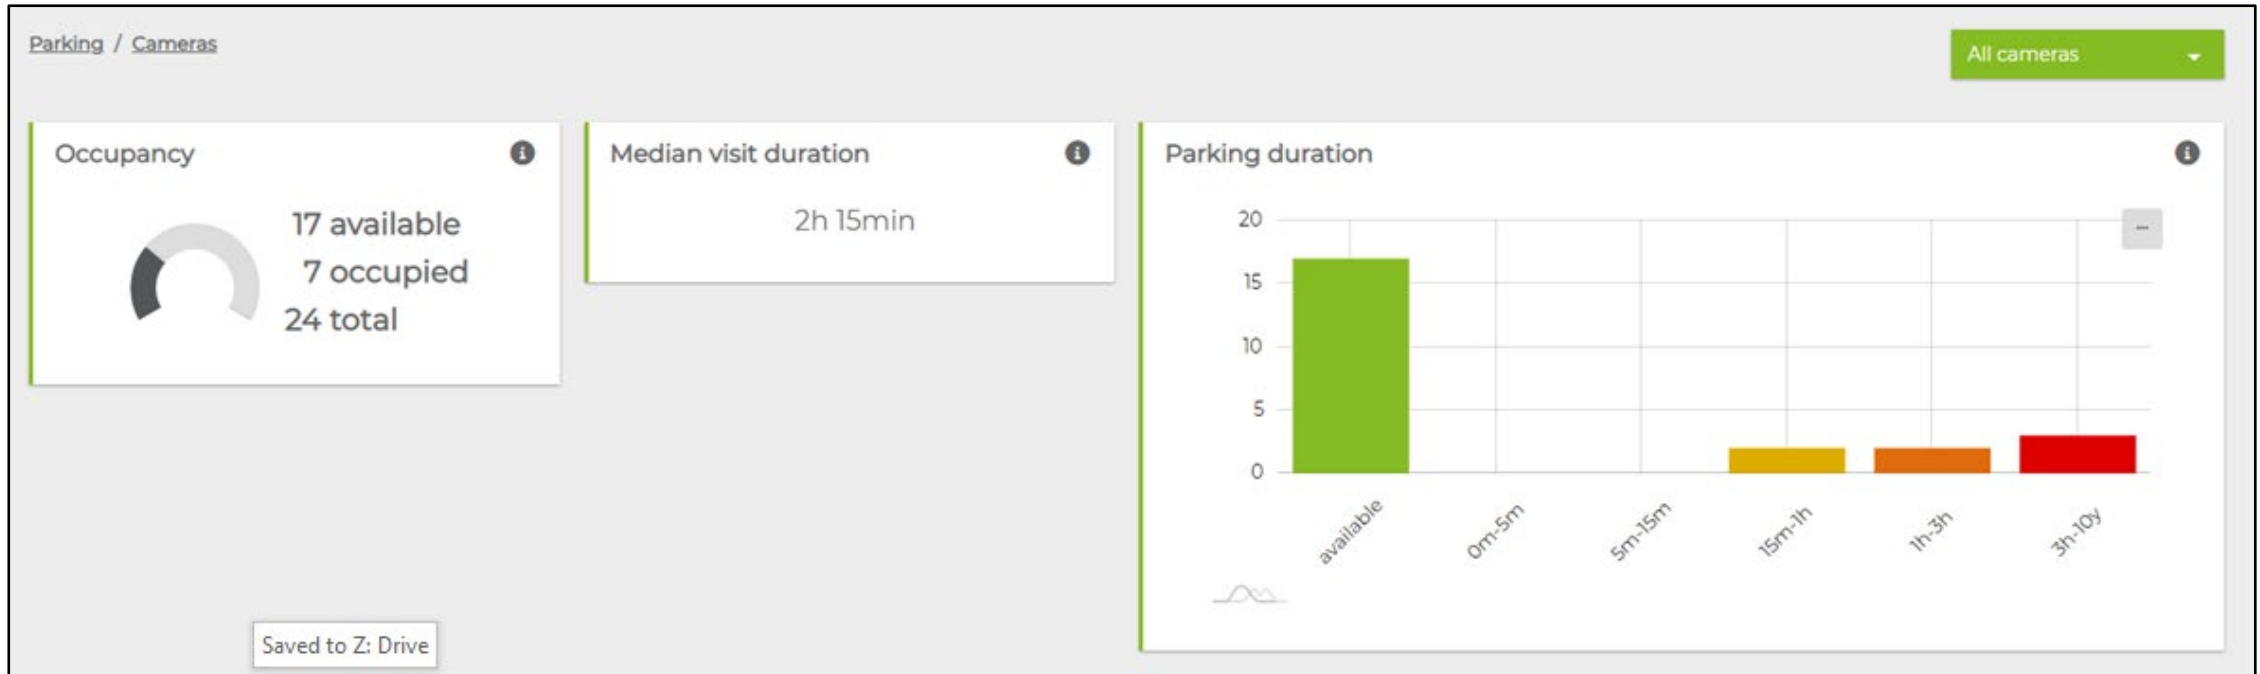 Parking / Cameras
All cameras
Occupancy
17 available
7 occupied
24 total
Median visit duration
2h 15min
Parking duration
20
15
10
5
0
available
0m-5m
5m-15m
15m-1h
1h-3h
3h-10y
Saved to Z: Drive